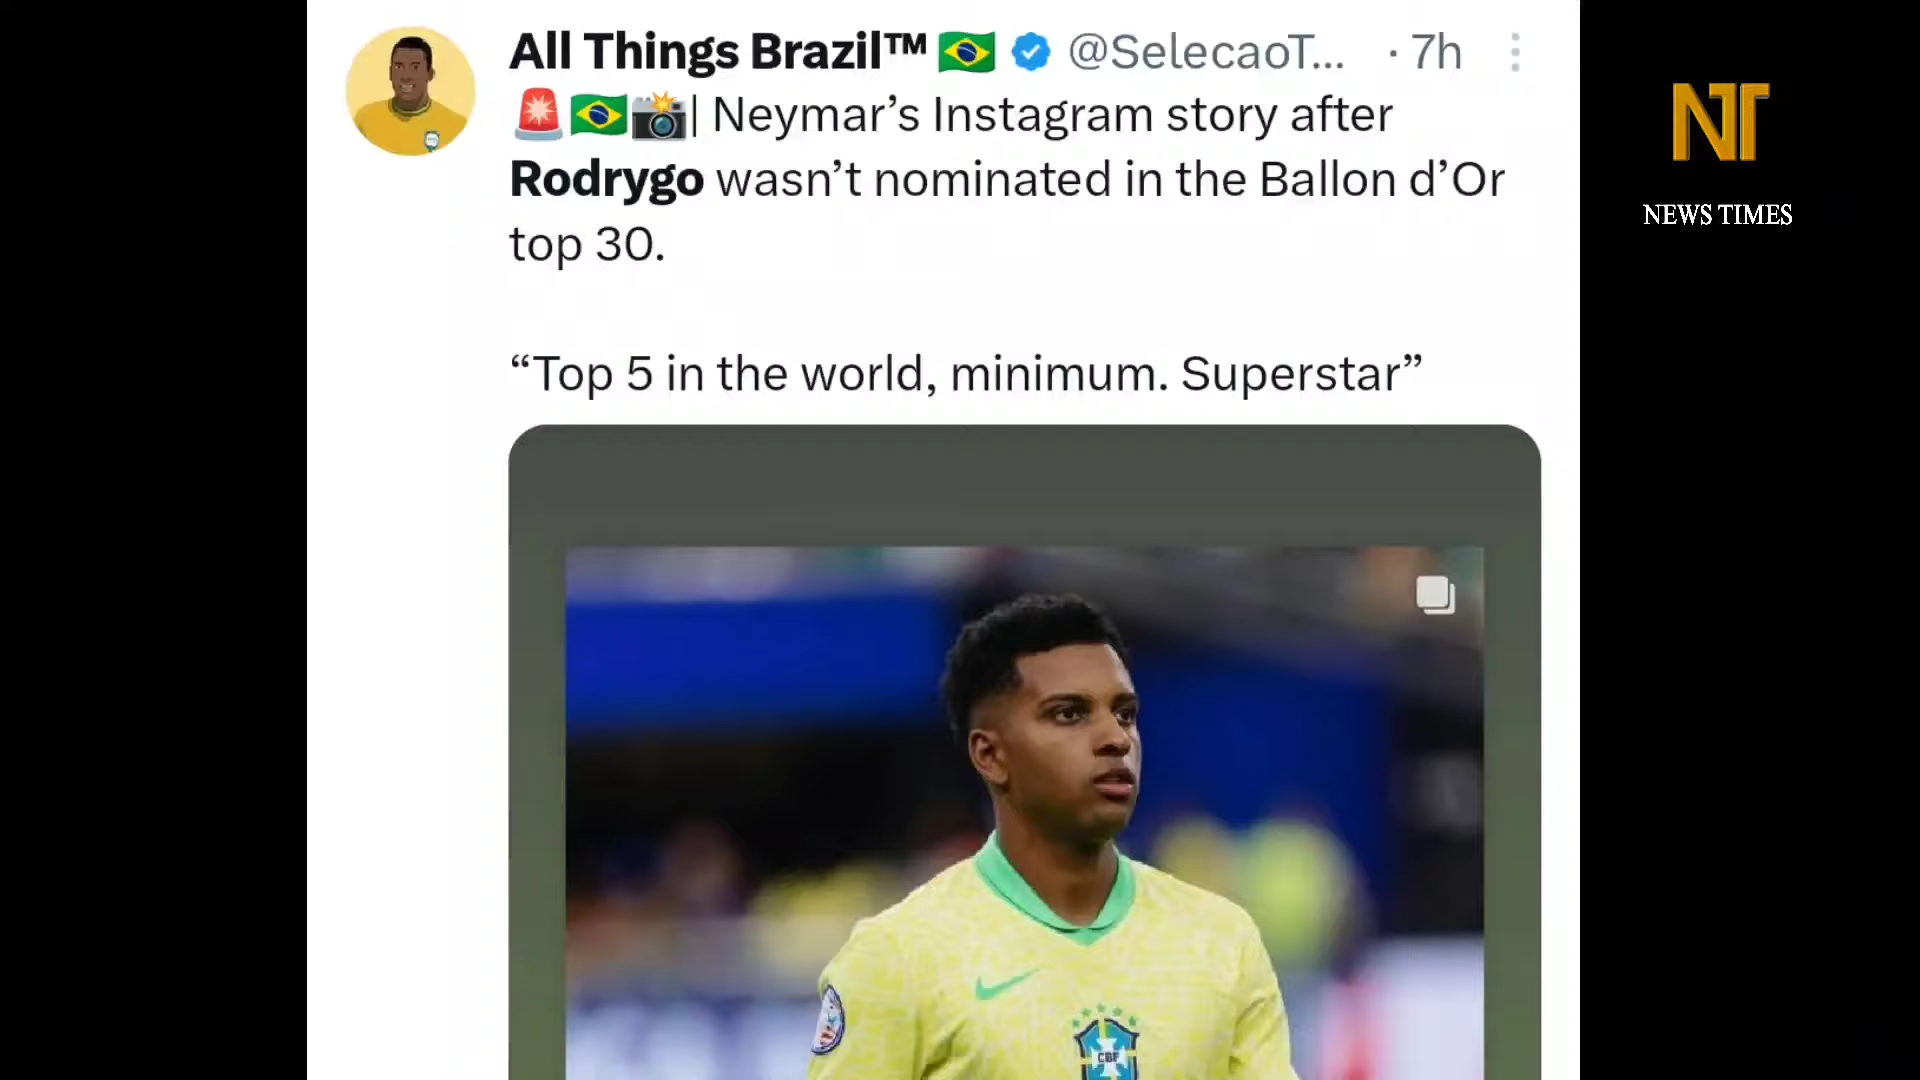 All Things Brazil™ 🇧🇷 @SelecaoT... · 7h
🚨🇧🇷📸| Neymar’s Instagram story after
Rodrygo wasn’t nominated in the Ballon d’Or
top 30.
“Top 5 in the world, minimum. Superstar”
NT
NEWS TIMES
CBF